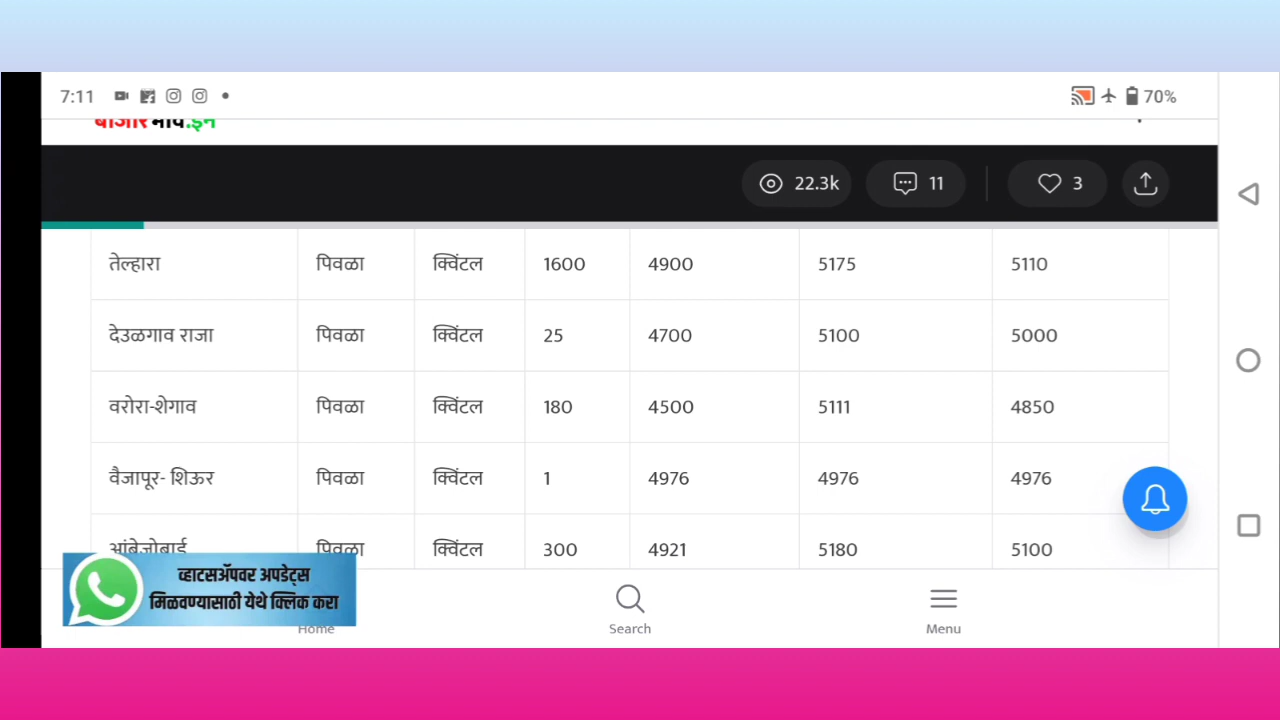 7:11 70%
बाजार भाव.इन
22.3k 11 3
तेल्हारा पिवळा क्विंटल 1600 4900 5175 5110
देउळगाव राजा पिवळा क्विंटल 25 4700 5100 5000
वरोरा-शेगाव पिवळा क्विंटल 180 4500 5111 4850
वैजापूर- शिऊर पिवळा क्विंटल 1 4976 4976 4976
आंबेजोबाई पिवळा क्विंटल 300 4921 5180 5100
व्हाटसॲपवर अपडेट्स
मिळवण्यासाठी येथे क्लिक करा
Home Search Menu